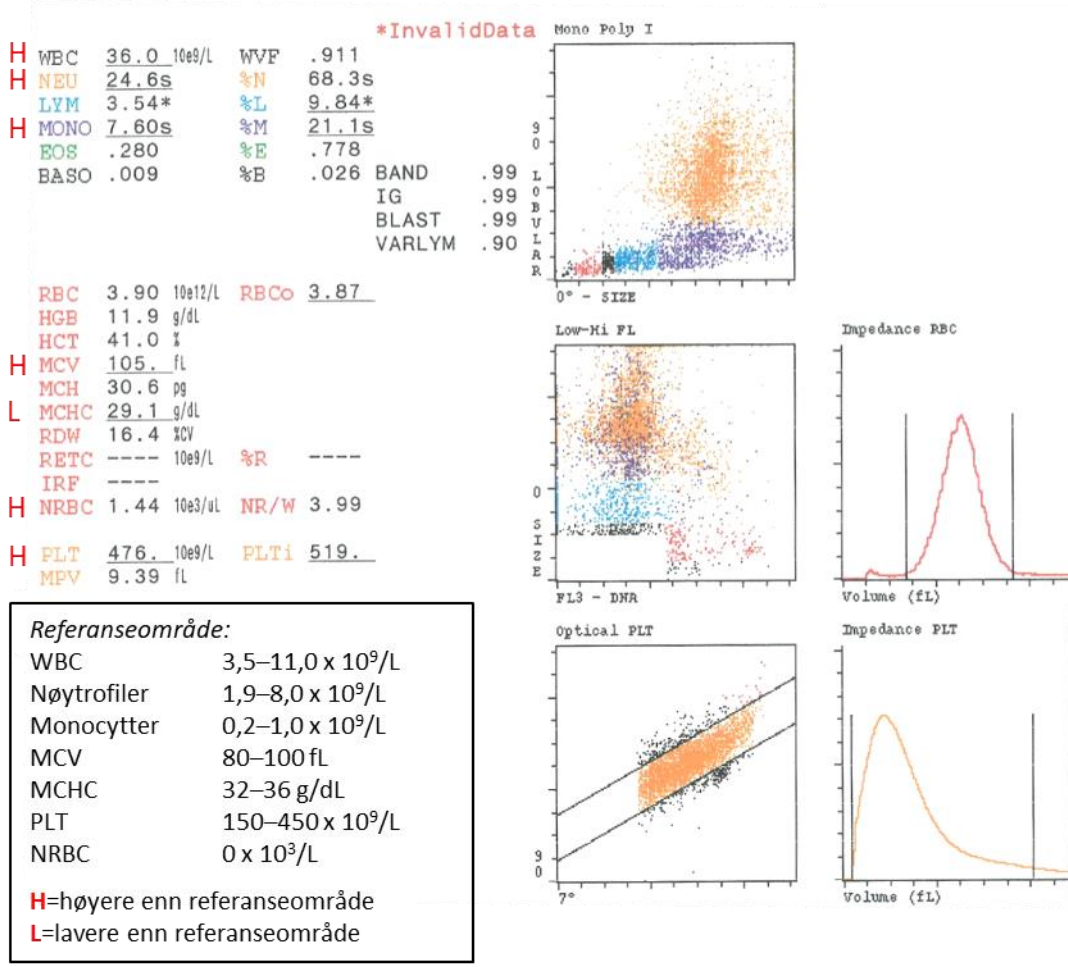 *InvalidData
H WBC 36.0 10e9/L WVF .911
H NEU 24.6s %N 68.3s
LYM 3.54* %L 9.84*
H MONO 7.60s %M 21.1s
EOS .280 %E .778
BASO .009 %B .026
BAND .99
IG .99
BLAST .99
VARLYM .90
RBC 3.90 10e12/L RBCo 3.87
HGB 11.9 g/dL
HCT 41.0 %
H MCV 105. fL
MCH 30.6 pg
L MCHC 29.1 g/dL
RDW 16.4 %CV
RETC ---- 10e9/L %R ----
IRF ----
H NRBC 1.44 10e3/uL NR/W 3.99
H PLT 476. 10e9/L PLTi 519.
MPV 9.39 fL
Mono Poly I
90 LOBULAR
0° - SIZE
Low-Hi FL
0 SIZE
FL3 - DNA
Impedance RBC
Volume (fL)
Optical PLT
90
7°
Impedance PLT
Volume (fL)
Referanseområde:
WBC 3,5–11,0 x 10⁹/L
Nøytrofiler 1,9–8,0 x 10⁹/L
Monocytter 0,2–1,0 x 10⁹/L
MCV 80–100 fL
MCHC 32–36 g/dL
PLT 150–450 x 10⁹/L
NRBC 0 x 10³/L
H=høyere enn referanseområde
L=lavere enn referanseområde